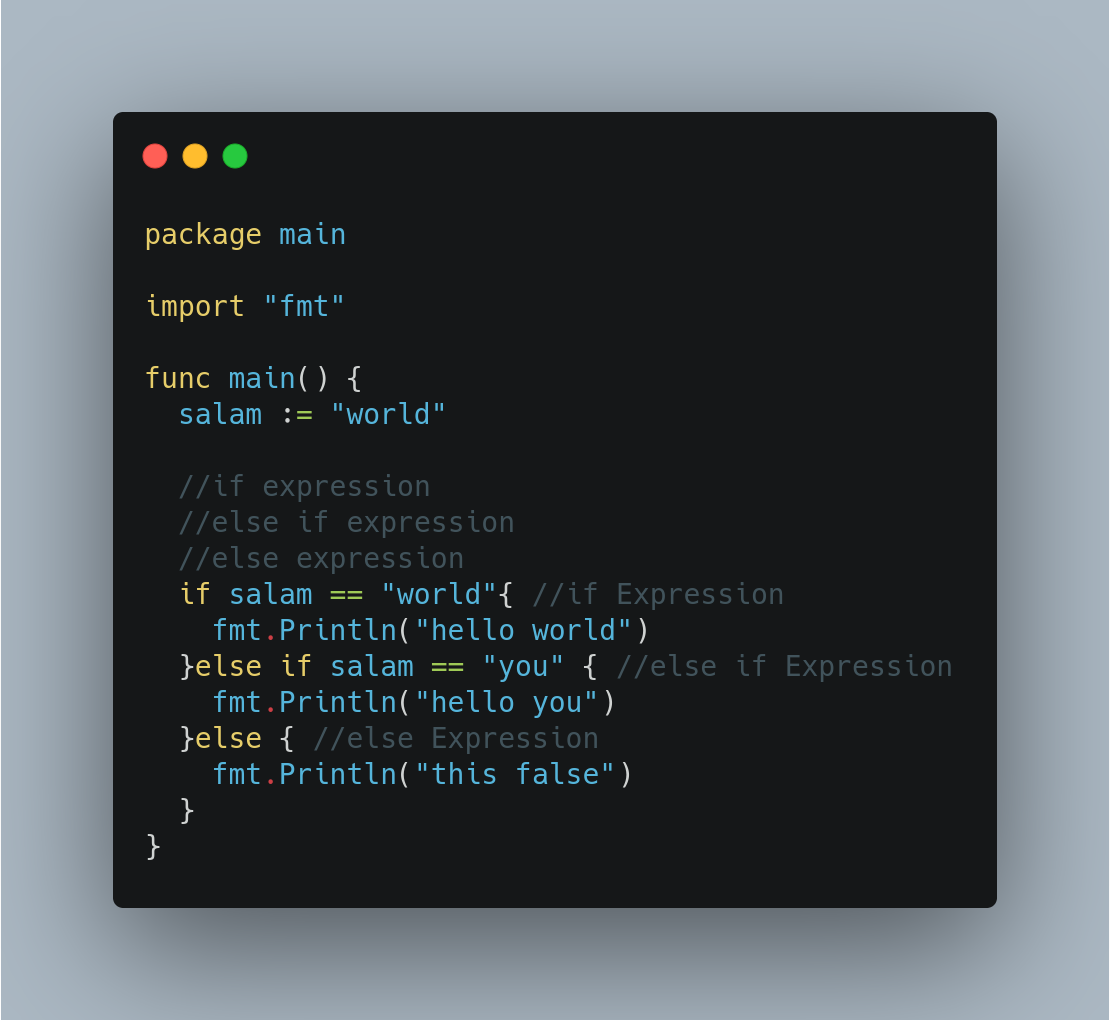 package main
import "fmt"
func main() {
salam := "world"
//if expression
//else if expression
//else expression
if salam == "world"{ //if Expression
fmt.Println("hello world")
}else if salam == "you" { //else if Expression
fmt.Println("hello you")
}else { //else Expression
fmt.Println("this false")
}
}